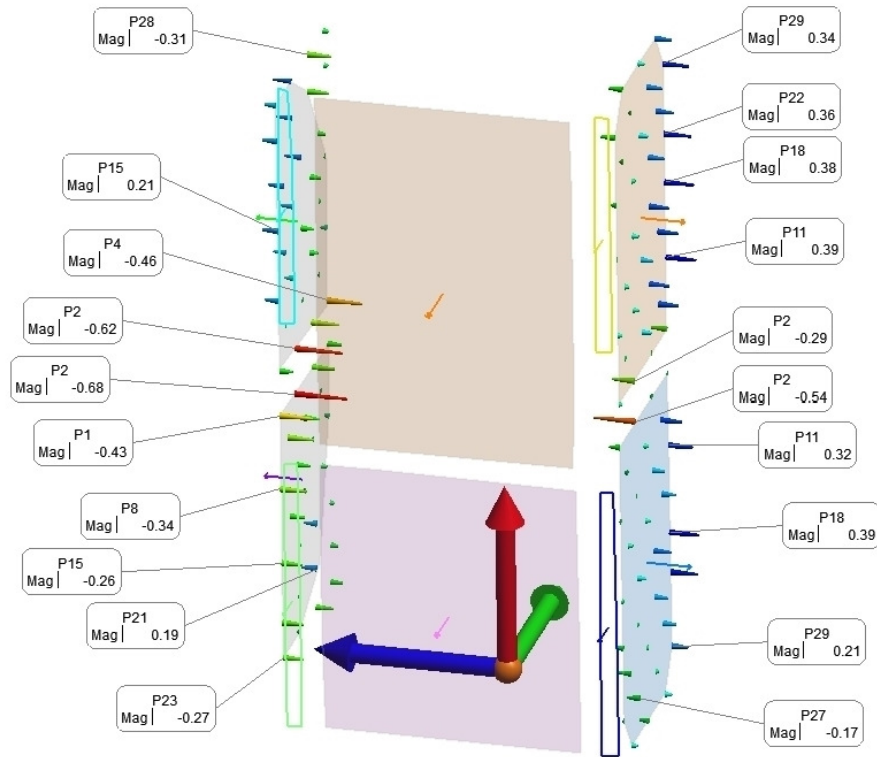 P28
Mag -0.31
P29
Mag 0.34
P22
Mag 0.36
P15
Mag 0.21
P18
Mag 0.38
P4
Mag -0.46
P11
Mag 0.39
P2
Mag -0.62
P2
Mag -0.29
P2
Mag -0.68
P2
Mag -0.54
P1
Mag -0.43
P11
Mag 0.32
P8
Mag -0.34
P18
Mag 0.39
P15
Mag -0.26
P21
Mag 0.19
P29
Mag 0.21
P23
Mag -0.27
P27
Mag -0.17